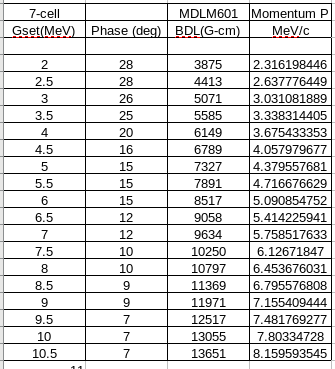 7-cell MDLM601 Momentum P
Gset(MeV) Phase (deg) BDL(G-cm) MeV/c
2 28 3875 2.316198446
2.5 28 4413 2.637776449
3 26 5071 3.031081889
3.5 25 5585 3.338314405
4 20 6149 3.675433353
4.5 16 6789 4.057979677
5 15 7327 4.379557681
5.5 15 7891 4.716676629
6 15 8517 5.090854752
6.5 12 9058 5.414225941
7 12 9634 5.758517633
7.5 10 10250 6.12671847
8 10 10797 6.453676031
8.5 9 11369 6.795576808
9 9 11971 7.155409444
9.5 7 12517 7.481769277
10 7 13055 7.80334728
10.5 7 13651 8.159593545
11